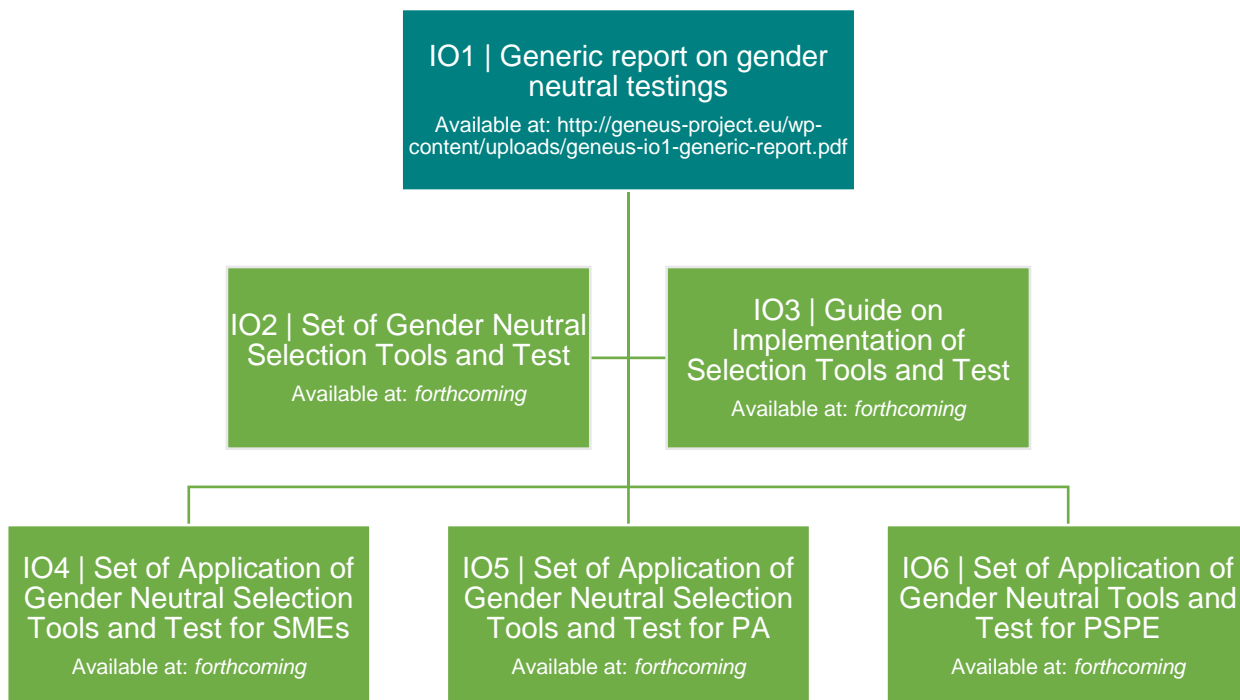 IO1 | Generic report on gender
neutral testings
Available at: http://geneus-project.eu/wp-
content/uploads/geneus-io1-generic-report.pdf
IO2 | Set of Gender Neutral
Selection Tools and Test
Available at: forthcoming
IO3 | Guide on
Implementation of
Selection Tools and Test
Available at: forthcoming
IO4 | Set of Application of
Gender Neutral Selection
Tools and Test for SMEs
Available at: forthcoming
IO5 | Set of Application of
Gender Neutral Selection
Tools and Test for PA
Available at: forthcoming
IO6 | Set of Application of
Gender Neutral Tools and
Test for PSPE
Available at: forthcoming